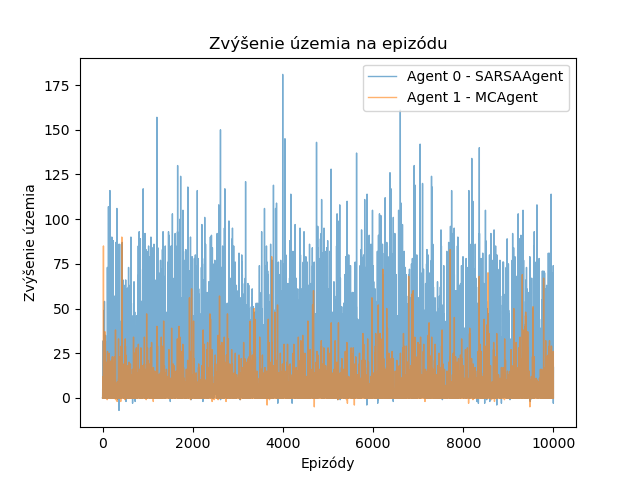 Zvýšenie územia na epizódu
Agent 0 - SARSAAgent
Agent 1 - MCAgent
Zvýšenie územia
175
150
125
100
75
50
25
0
0 2000 4000 6000 8000 10000
Epizódy